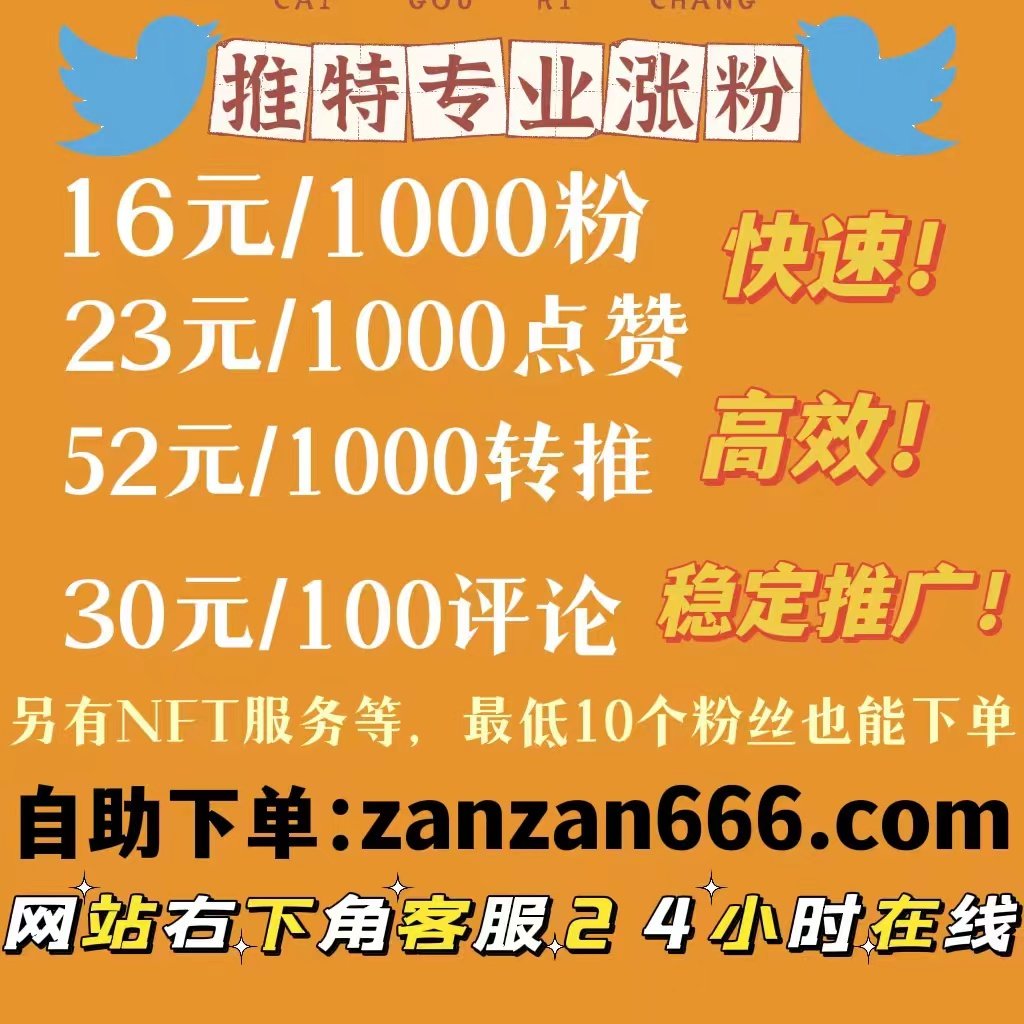 CAI GOU RI CHANG
推特专业涨粉
16元/1000粉
快速!
23元/1000点赞
高效!
52元/1000转推
30元/100评论
稳定推广!
另有NFT服务等，最低10个粉丝也能下单
自助下单:zanzan666.com
网站右下角客服24小时在线